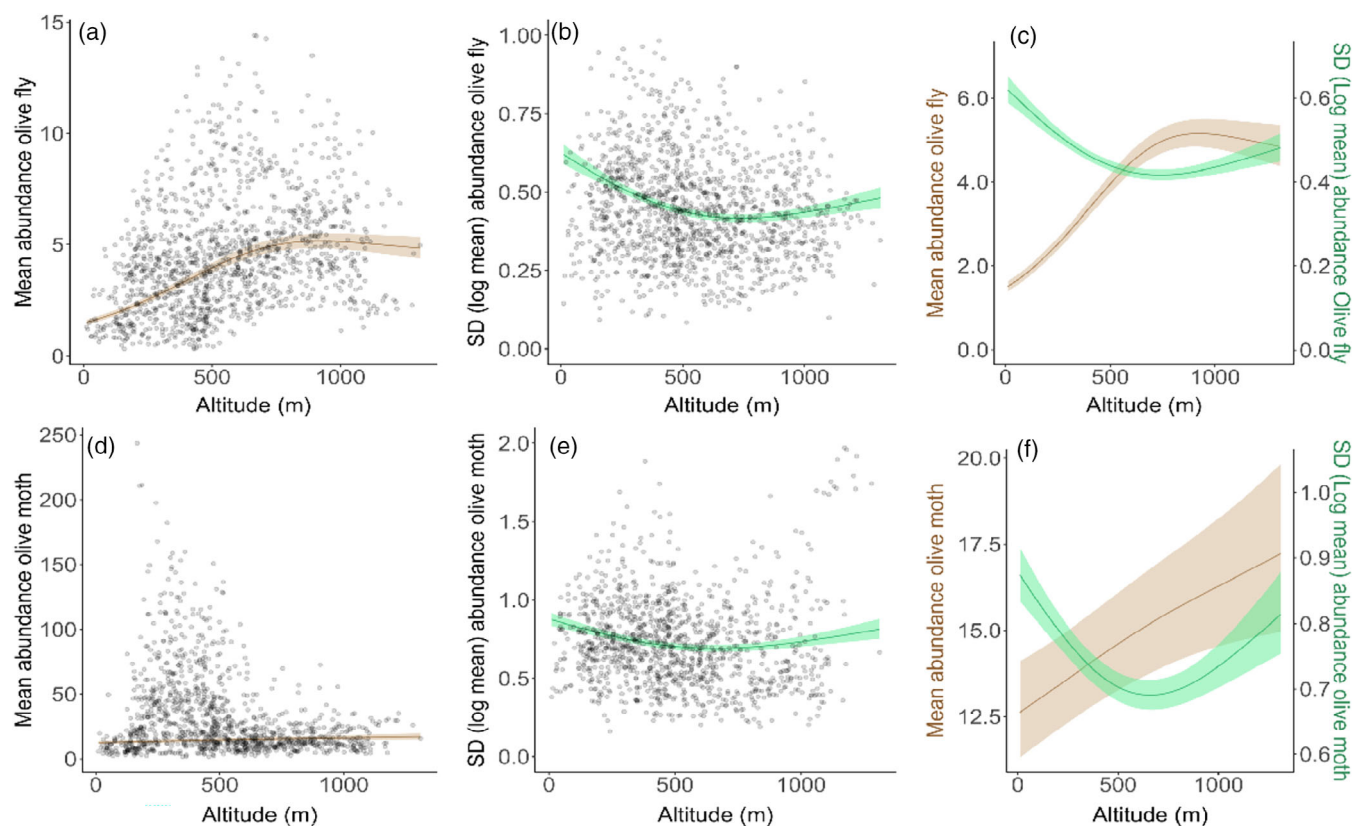 (a)
Mean abundance olive fly
15
10
5
0
0
500
1000
Altitude (m)
(b)
SD (log mean) abundance olive fly
1.00
0.75
0.50
0.25
0.00
0
500
1000
Altitude (m)
(c)
Mean abundance olive fly
6.0
4.0
2.0
0.0
0
500
1000
Altitude (m)
0.6
0.4
0.2
0.0
SD (Log mean) abundance Olive fly
(d)
Mean abundance olive moth
250
200
150
100
50
0
0
500
1000
Altitude (m)
(e)
SD (log mean) abundance olive moth
2.0
1.5
1.0
0.5
0.0
0
500
1000
Altitude (m)
(f)
Mean abundance olive moth
20.0
17.5
15.0
12.5
0
500
1000
Altitude (m)
1.0
0.9
0.8
0.7
0.6
SD (Log mean) abundance olive moth